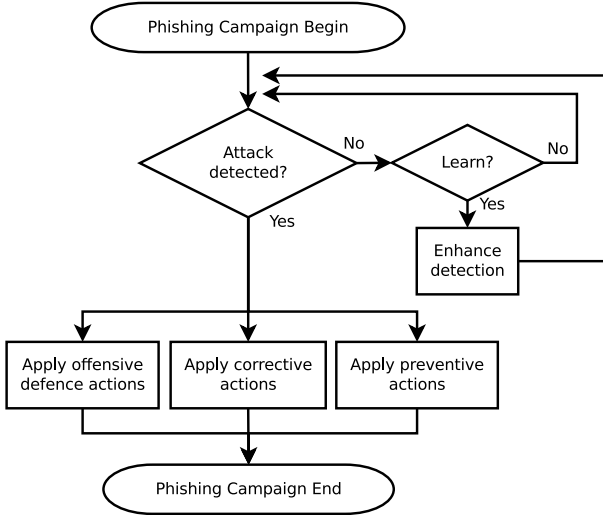 Phishing Campaign Begin
Attack
detected?
No
Learn?
No
Yes
Yes
Enhance
detection
Apply offensive
defence actions
Apply corrective
actions
Apply preventive
actions
Phishing Campaign End